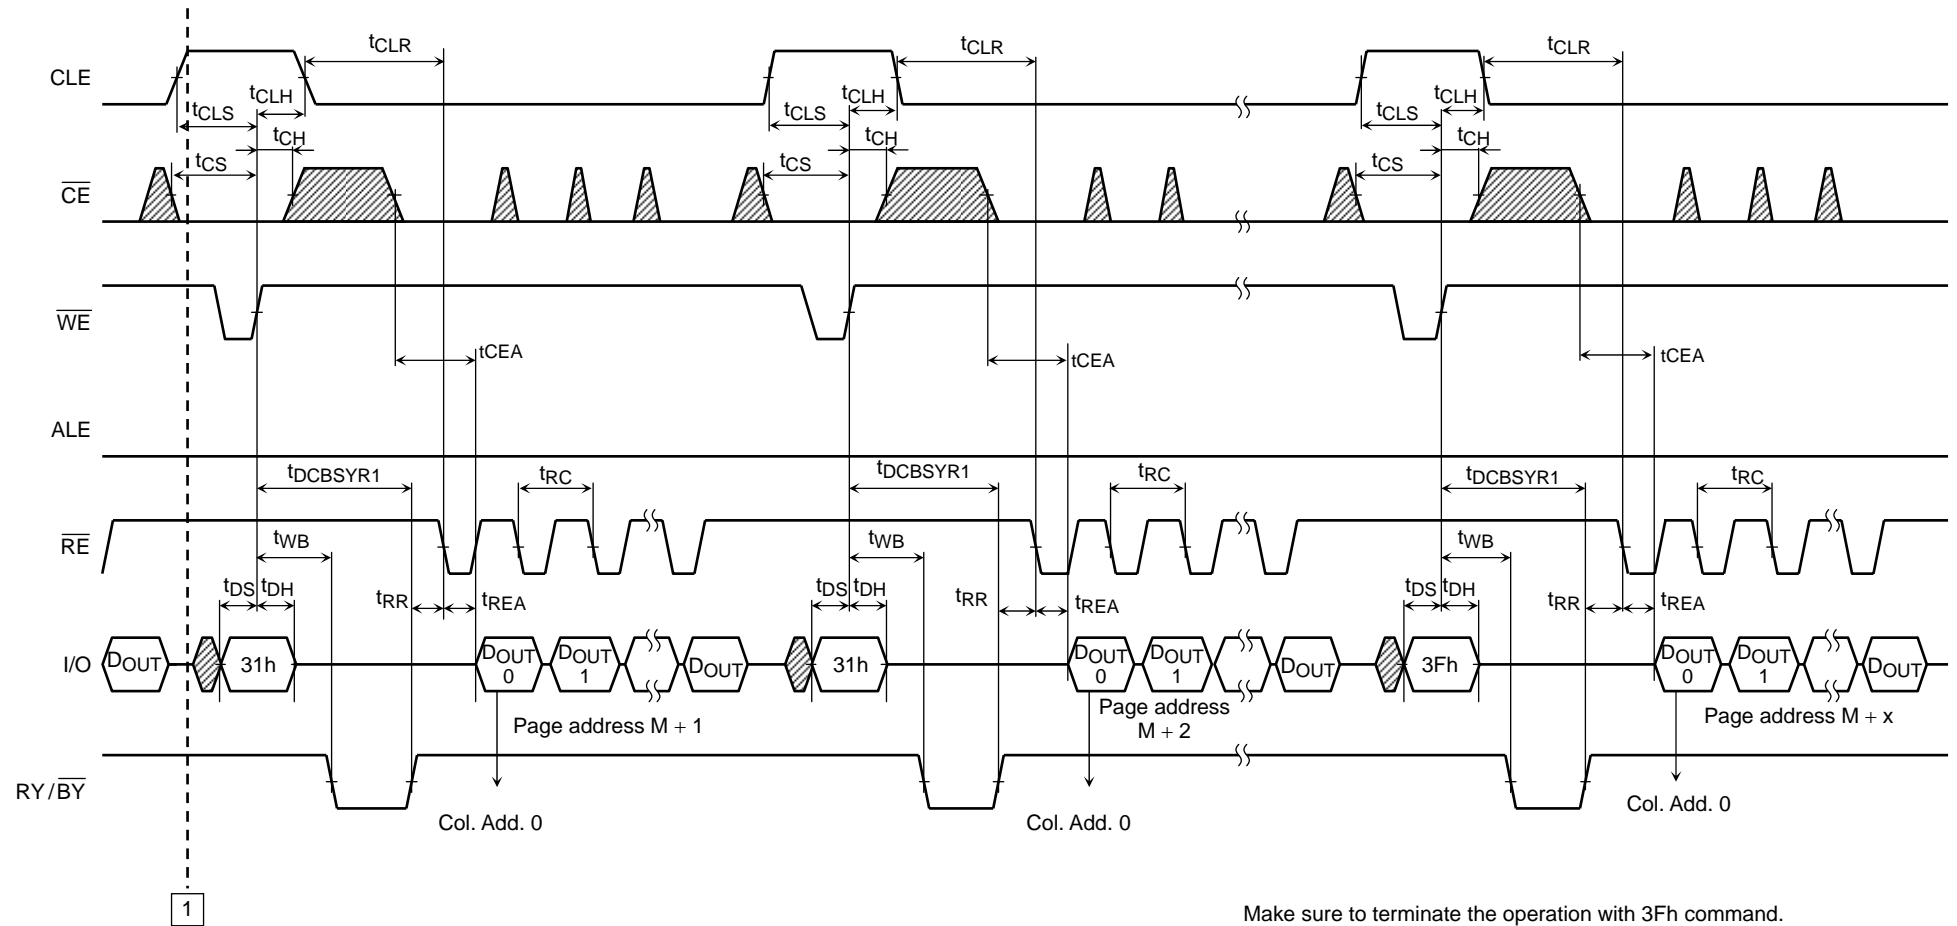 tCLR tCLR tCLR
CLE
tCLH tCLH tCLH
tCLS tCLS tCLS
tCH tCH tCH
tCS tCS tCS
CE
WE
tCEA tCEA tCEA
ALE
tDCBSYR1 tRC tDCBSYR1 tRC tDCBSYR1 tRC
RE
tWB tWB tWB
tDS tDH tDS tDH tDS tDH
tRR tREA tRR tREA tRR tREA
I/O DOUT 31h DOUT 0 DOUT 1 DOUT 31h DOUT 0 DOUT 1 DOUT 3Fh DOUT 0 DOUT 1 DOUT
Page address M + 1
Page address
M + 2
Page address M + x
RY/BY
Col. Add. 0 Col. Add. 0 Col. Add. 0
1
Make sure to terminate the operation with 3Fh command.